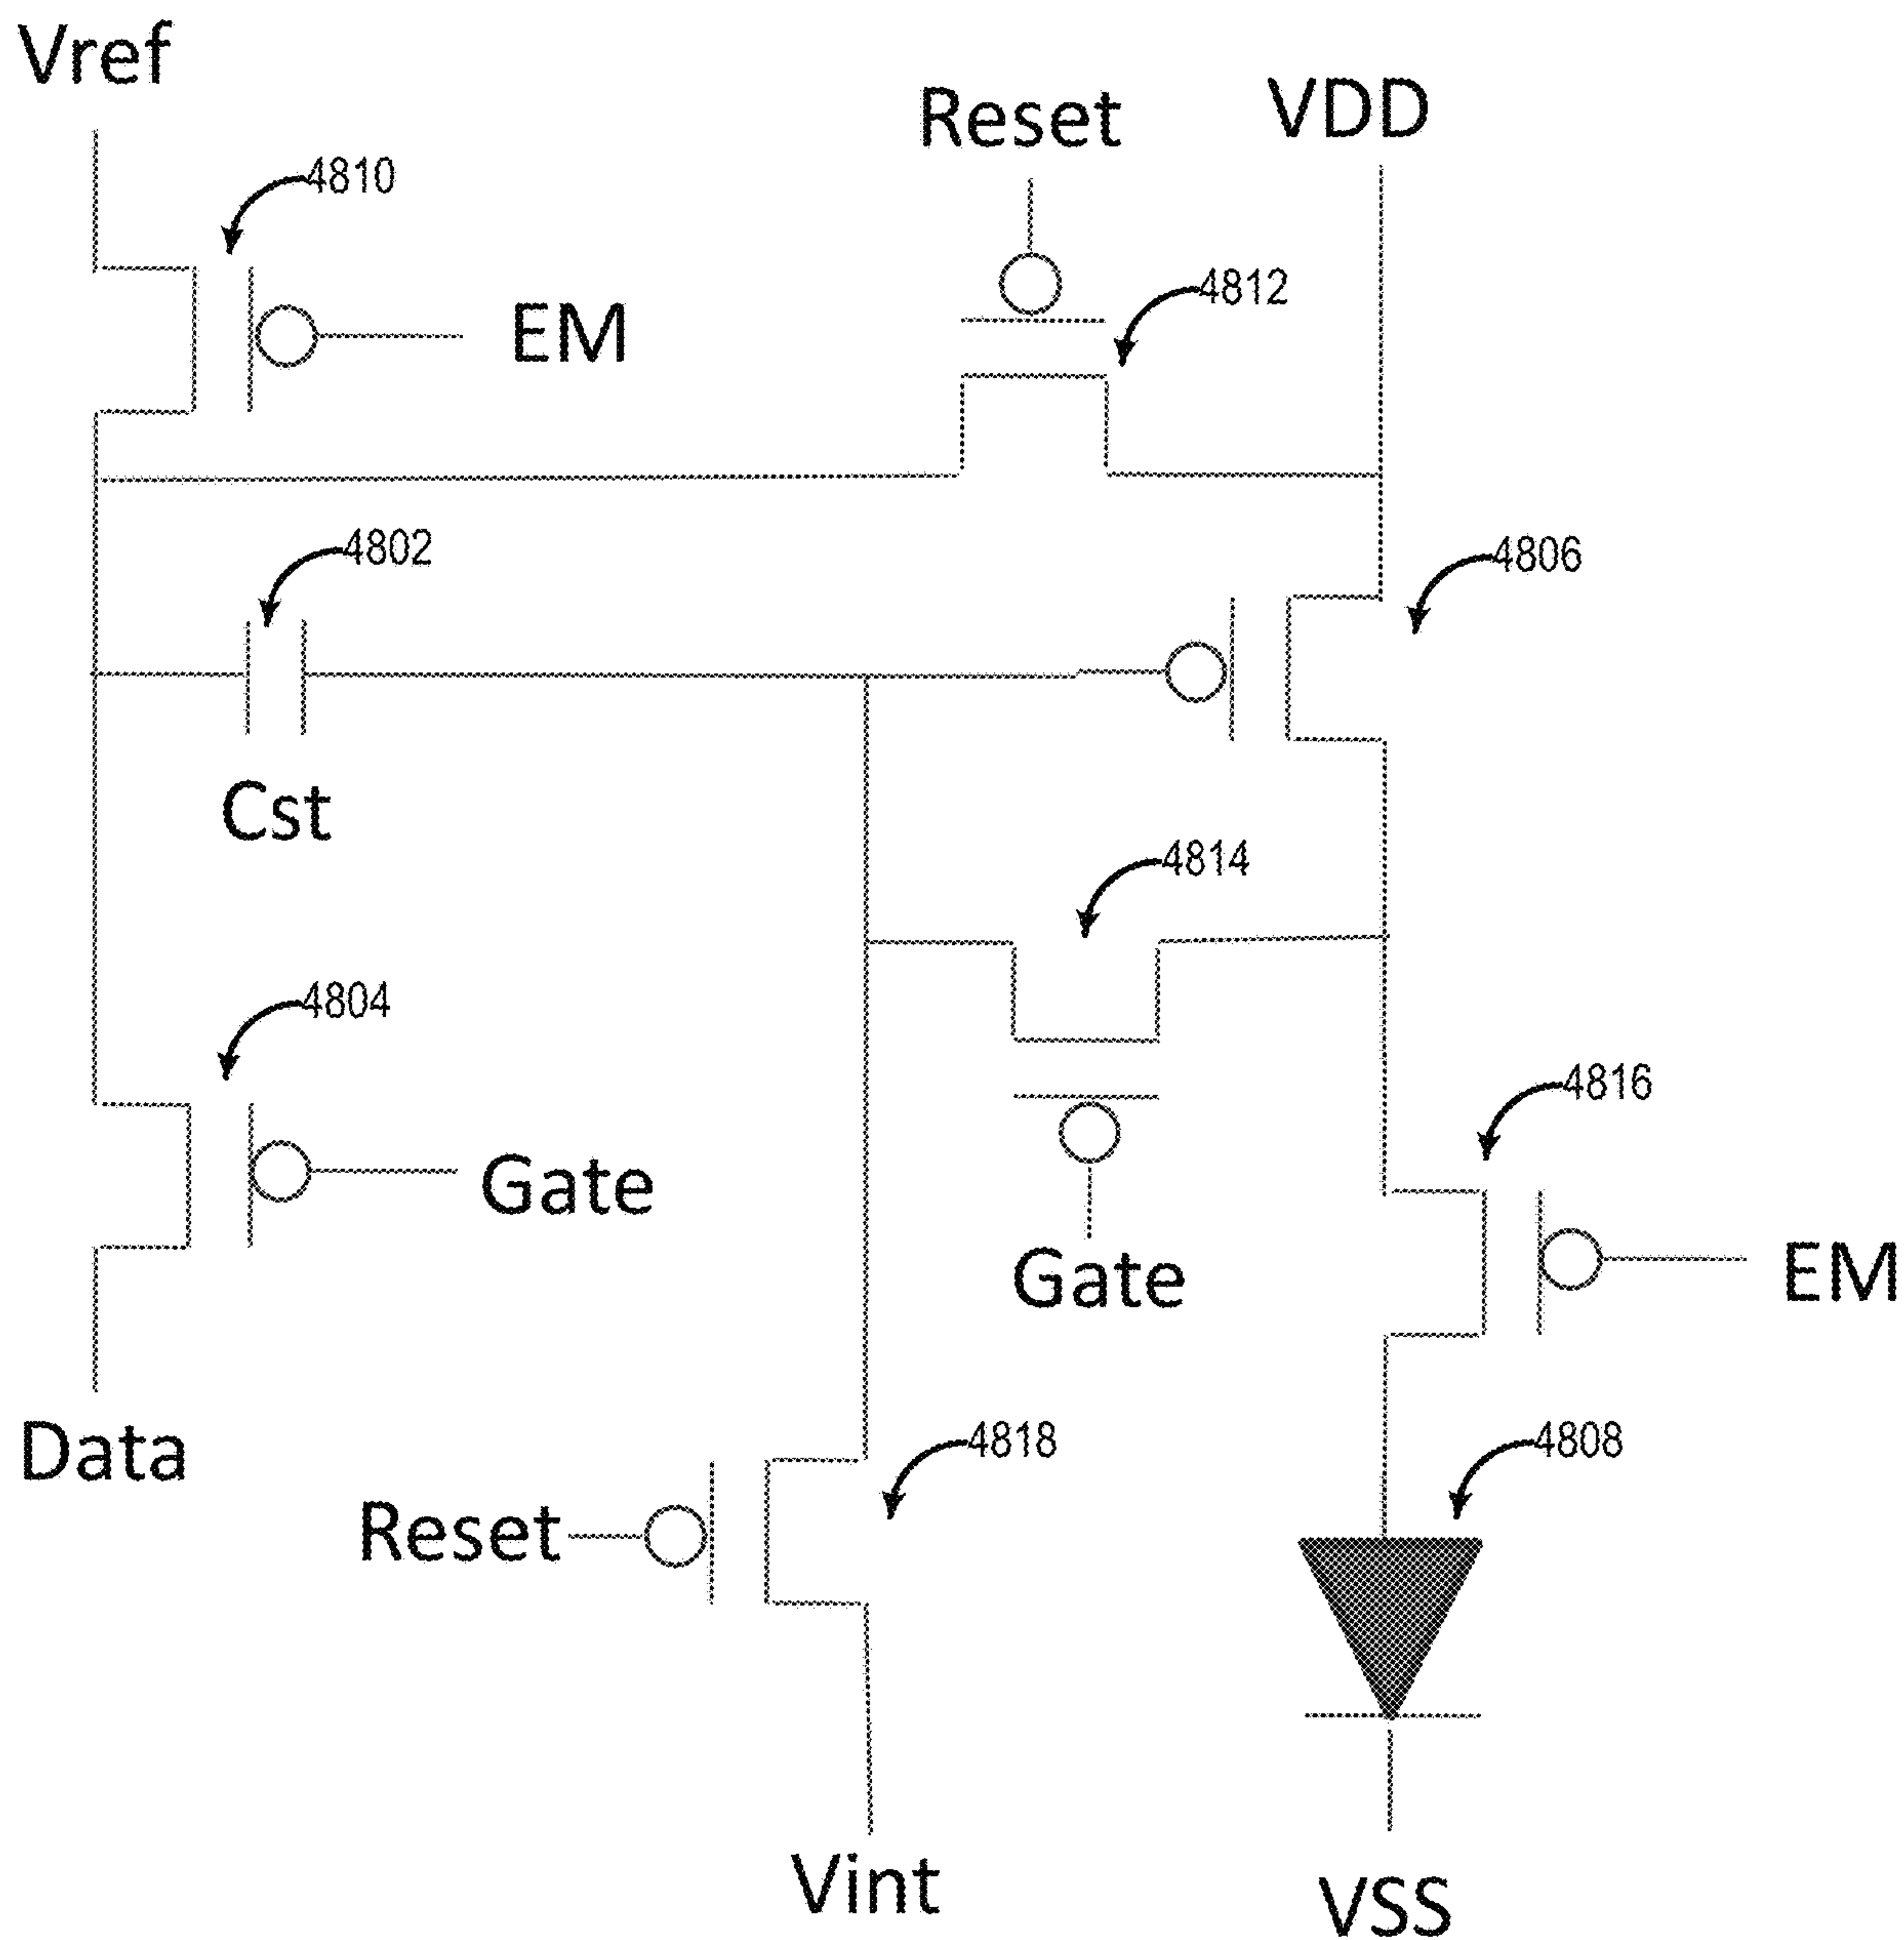 Vref
Reset
VDD
4810
4812
EM
4802
4806
Cst
4814
4804
4816
Gate
Gate
EM
Data
4818
4808
Reset
Vint
VSS